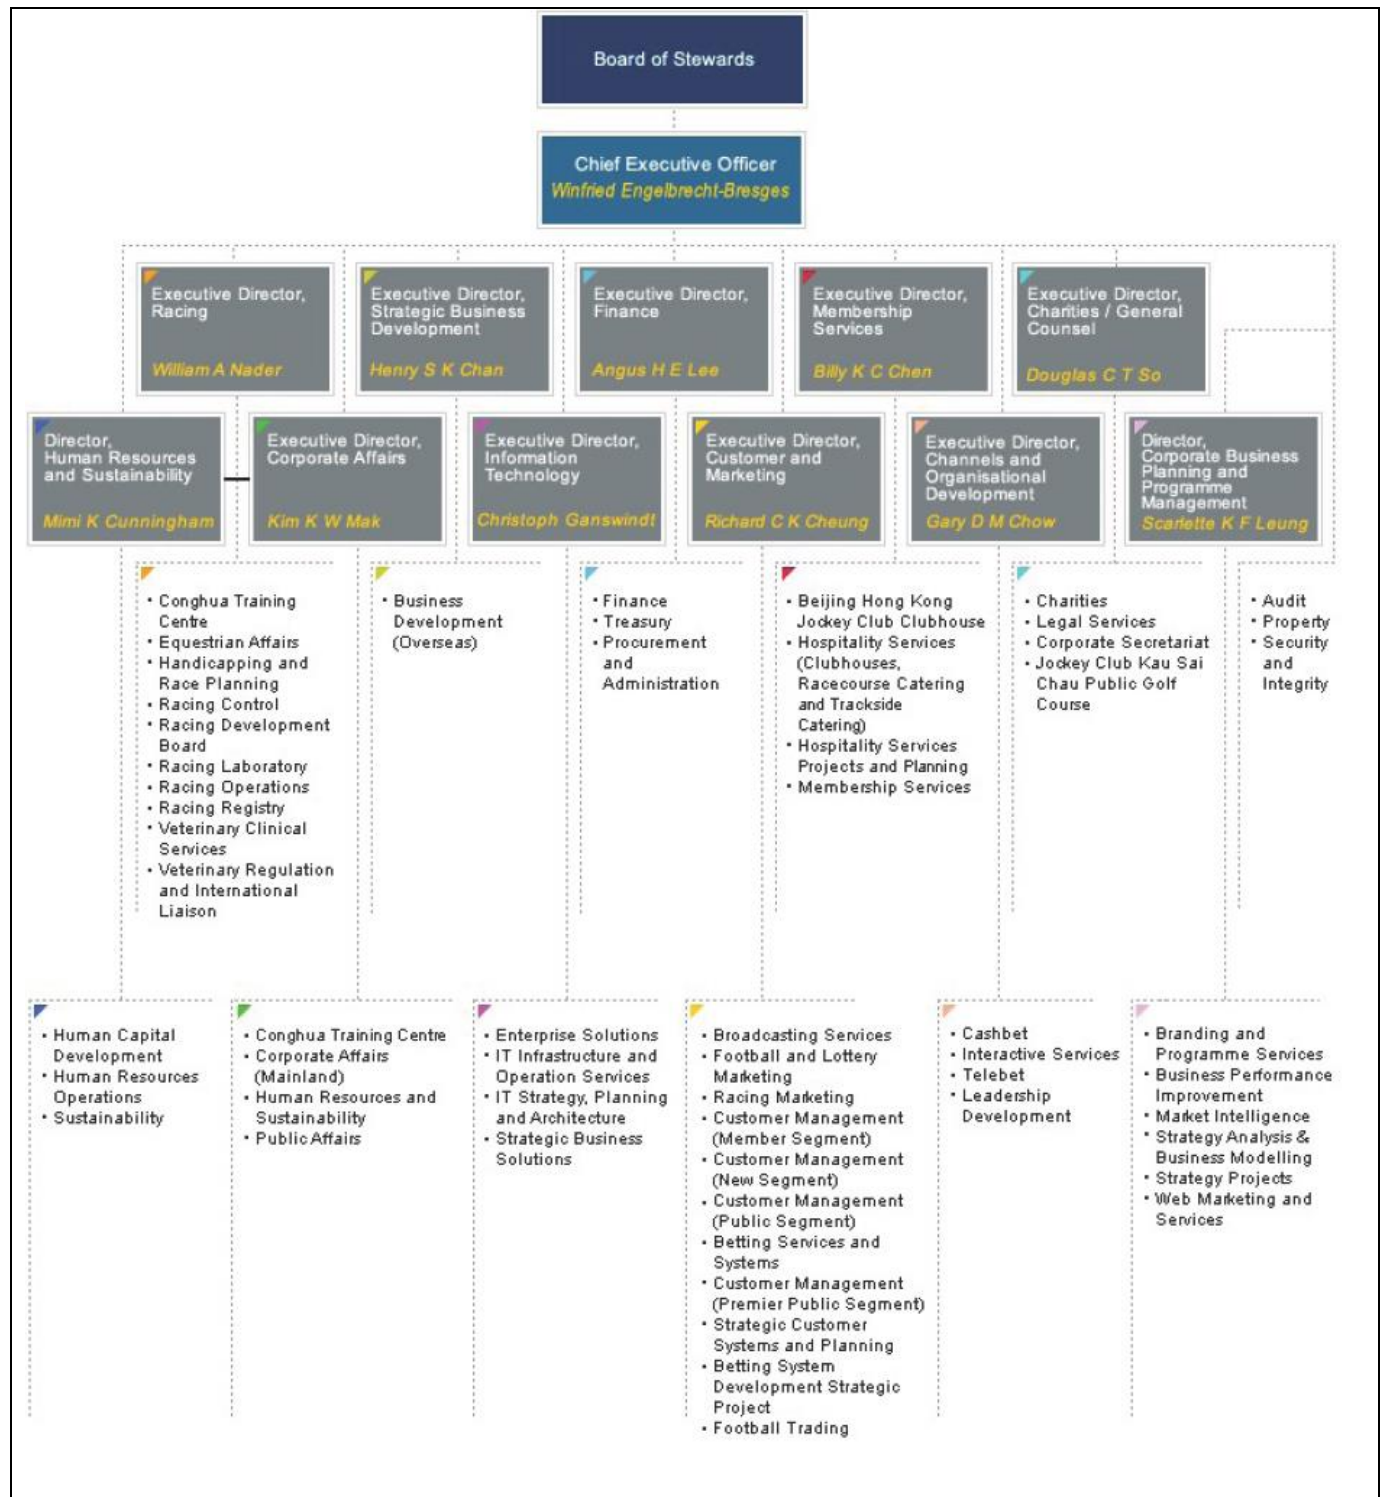 Board of Stewards
Chief Executive Officer
Winfried Engelbrecht-Bresges
Executive Director,
Racing
William A Nader
Executive Director,
Strategic Business
Development
Henry S K Chan
Executive Director,
Finance
Angus H E Lee
Executive Director,
Membership
Services
Billy K C Chen
Executive Director,
Charities / General
Counsel
Douglas C T So
Director,
Human Resources
and Sustainability
Mimi K Cunningham
Executive Director,
Corporate Affairs
Kim K W Mak
Executive Director,
Information
Technology
Christoph Ganswindt
Executive Director,
Customer and
Marketing
Richard C K Cheung
Executive Director,
Channels and
Organisational
Development
Gary D M Chow
Director,
Corporate Business
Planning and
Programme
Management
Scarlette K F Leung
• Conghua Training
Centre
• Equestrian Affairs
• Handicapping and
Race Planning
• Racing Control
• Racing Development
Board
• Racing Laboratory
• Racing Operations
• Racing Registry
• Veterinary Clinical
Services
• Veterinary Regulation
and International
Liaison
• Business
Development
(Overseas)
• Finance
• Treasury
• Procurement
and
Administration
• Beijing Hong Kong
Jockey Club Clubhouse
• Hospitality Services
(Clubhouses,
Racecourse Catering
and Trackside
Catering)
• Hospitality Services
Projects and Planning
• Membership Services
• Charities
• Legal Services
• Corporate Secretariat
• Jockey Club Kau Sai
Chau Public Golf
Course
• Audit
• Property
• Security
and
Integrity
• Human Capital
Development
• Human Resources
Operations
• Sustainability
• Conghua Training Centre
• Corporate Affairs
(Mainland)
• Human Resources and
Sustainability
• Public Affairs
• Enterprise Solutions
• IT Infrastructure and
Operation Services
• IT Strategy, Planning
and Architecture
• Strategic Business
Solutions
• Broadcasting Services
• Football and Lottery
Marketing
• Racing Marketing
• Customer Management
(Member Segment)
• Customer Management
(New Segment)
• Customer Management
(Public Segment)
• Betting Services and
Systems
• Customer Management
(Premier Public Segment)
• Strategic Customer
Systems and Planning
• Betting System
Development Strategic
Project
• Football Trading
• Cashbet
• Interactive Services
• Telebet
• Leadership
Development
• Branding and
Programme Services
• Business Performance
Improvement
• Market Intelligence
• Strategy Analysis &
Business Modelling
• Strategy Projects
• Web Marketing and
Services